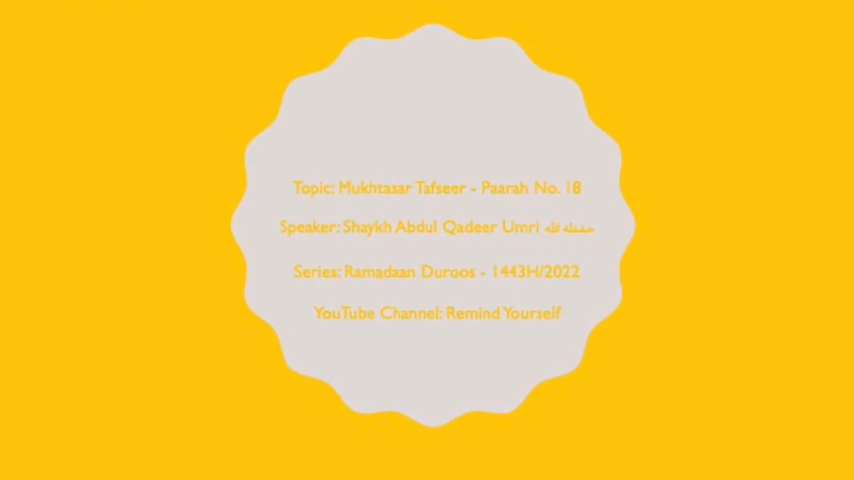 Topic: Mukhtasar Tafseer - Paarah No. 18
Speaker: Shaykh Abdul Qadeer Umri حفظه الله
Series: Ramadaan Duroos - 1443H/2022
YouTube Channel: Remind Yourself